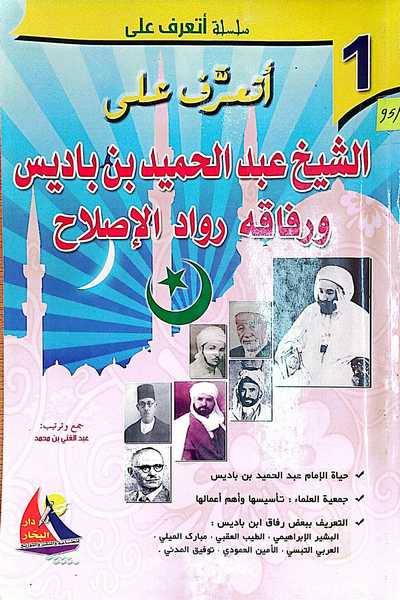 سلسلة أتعرف على
1
95/
أتعرَّف على
الشيخ عبد الحميد بن باديس
ورفاقه رواد الإصلاح
جمع وترتيب:
عبد الغني بن محمد
حياة الإمام عبد الحميد بن باديس
جمعية العلماء: تأسيسها وأهم أعمالها
التعريف ببعض رفاق ابن باديس:
البشير الإبراهيمي - الطيب العقبي - مبارك الميلي -
العربي التبسي - الأمين العمودي - توفيق المدني.
دار
البحار